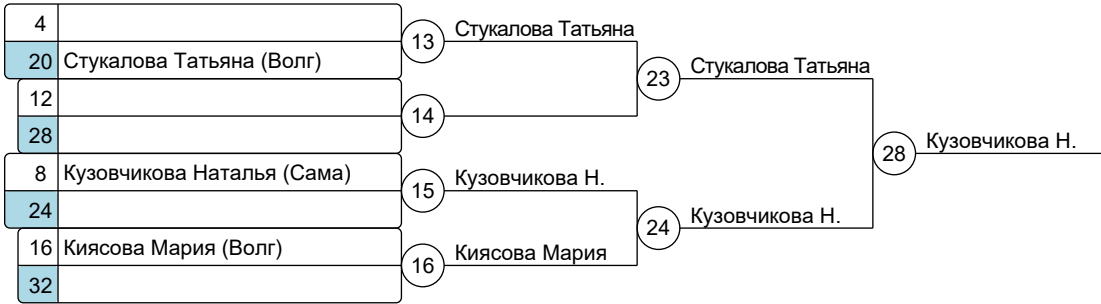 4
13
Стукалова Татьяна
20 Стукалова Татьяна (Волг)
23
Стукалова Татьяна
12
14
28
28
Кузовчикова Н.
8 Кузовчикова Наталья (Сама)
15
Кузовчикова Н.
24
24
Кузовчикова Н.
16 Киясова Мария (Волг)
16
Киясова Мария
32